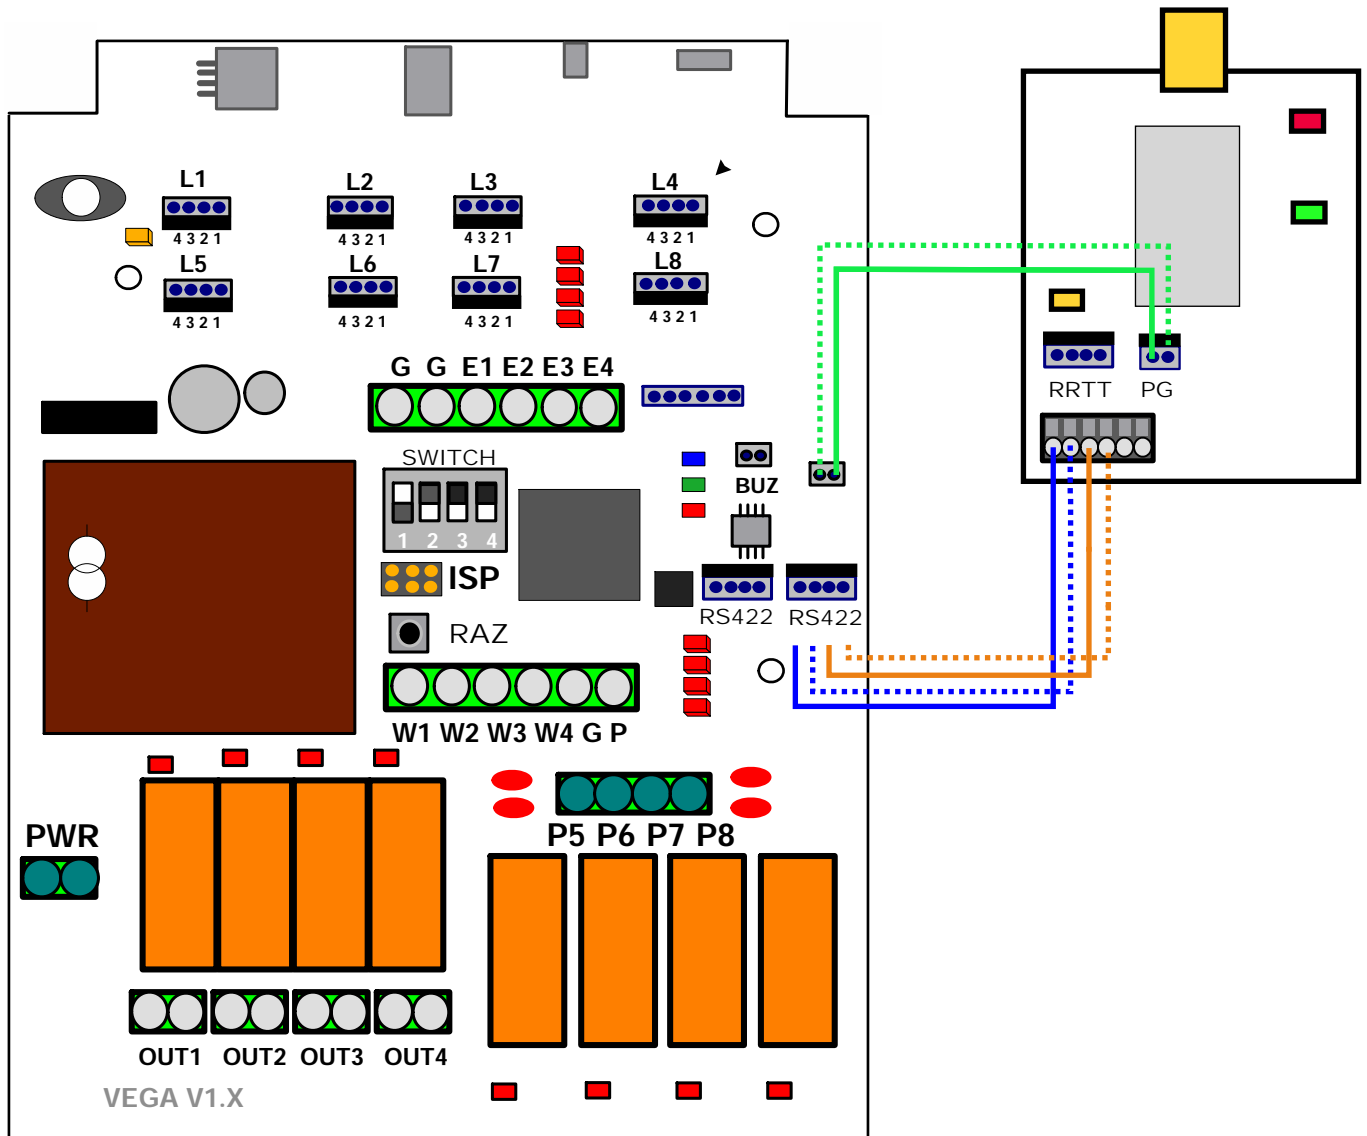 L1 L2 L3 L4
4 3 2 1 4 3 2 1 4 3 2 1 4 3 2 1
L5 L6 L7 L8
4 3 2 1 4 3 2 1 4 3 2 1 4 3 2 1
G G E1 E2 E3 E4
RRTT PG
SWITCH
1 2 3 4
BUZ
ISP
RS422 RS422
RAZ
W1 W2 W3 W4 G P
PWR
P5 P6 P7 P8
OUT1 OUT2 OUT3 OUT4
VEGA V1.X